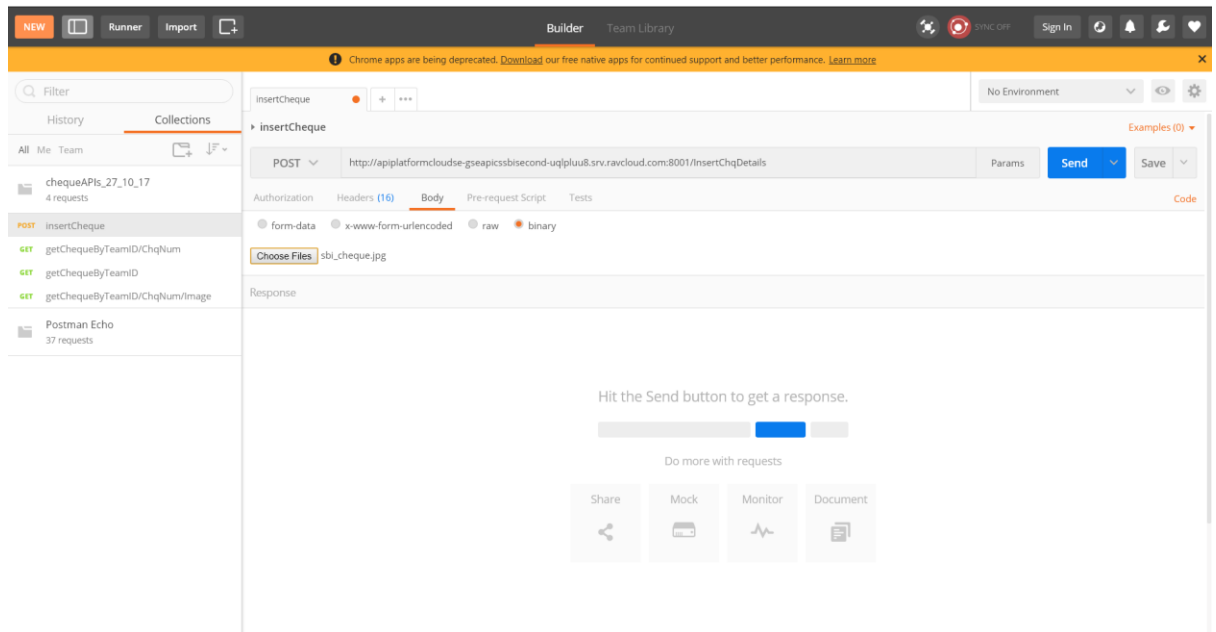 NEW Runner Import Builder Team Library SYNC OFF Sign In
Chrome apps are being deprecated. Download our free native apps for continued support and better performance. Learn more
Filter
History Collections
All Me Team
chequeAPIs_27_10_17
4 requests
POST insertCheque
GET getChequeByTeamID/ChqNum
GET getChequeByTeamID
GET getChequeByTeamID/ChqNum/Image
Postman Echo
37 requests
insertCheque
No Environment
insertCheque Examples (0)
POST http://apiplatformcloudse-gseapicssbisecond-uqlpluu8.srv.ravcloud.com:8001/InsertChqDetails Params Send Save
Authorization Headers (16) Body Pre-request Script Tests Code
form-data x-www-form-urlencoded raw binary
Choose Files sbi_cheque.jpg
Response
Hit the Send button to get a response.
Do more with requests
Share Mock Monitor Document